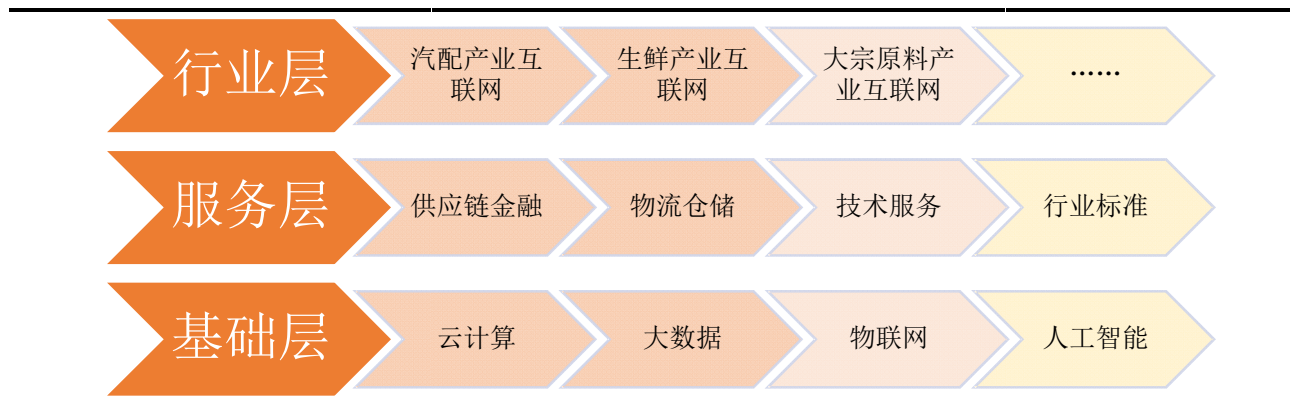 行业层
汽配产业互
联网
生鲜产业互
联网
大宗原料产
业互联网
······
服务层
供应链金融
物流仓储
技术服务
行业标准
基础层
云计算
大数据
物联网
人工智能